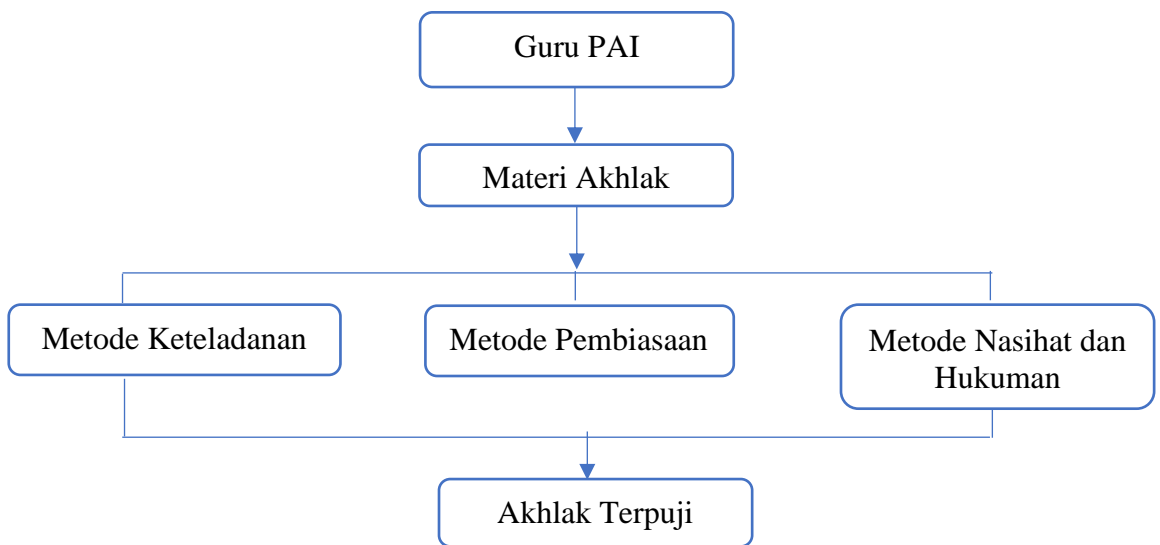 Guru PAI
Materi Akhlak
Metode Keteladanan
Metode Pembiasaan
Metode Nasihat dan
Hukuman
Akhlak Terpuji